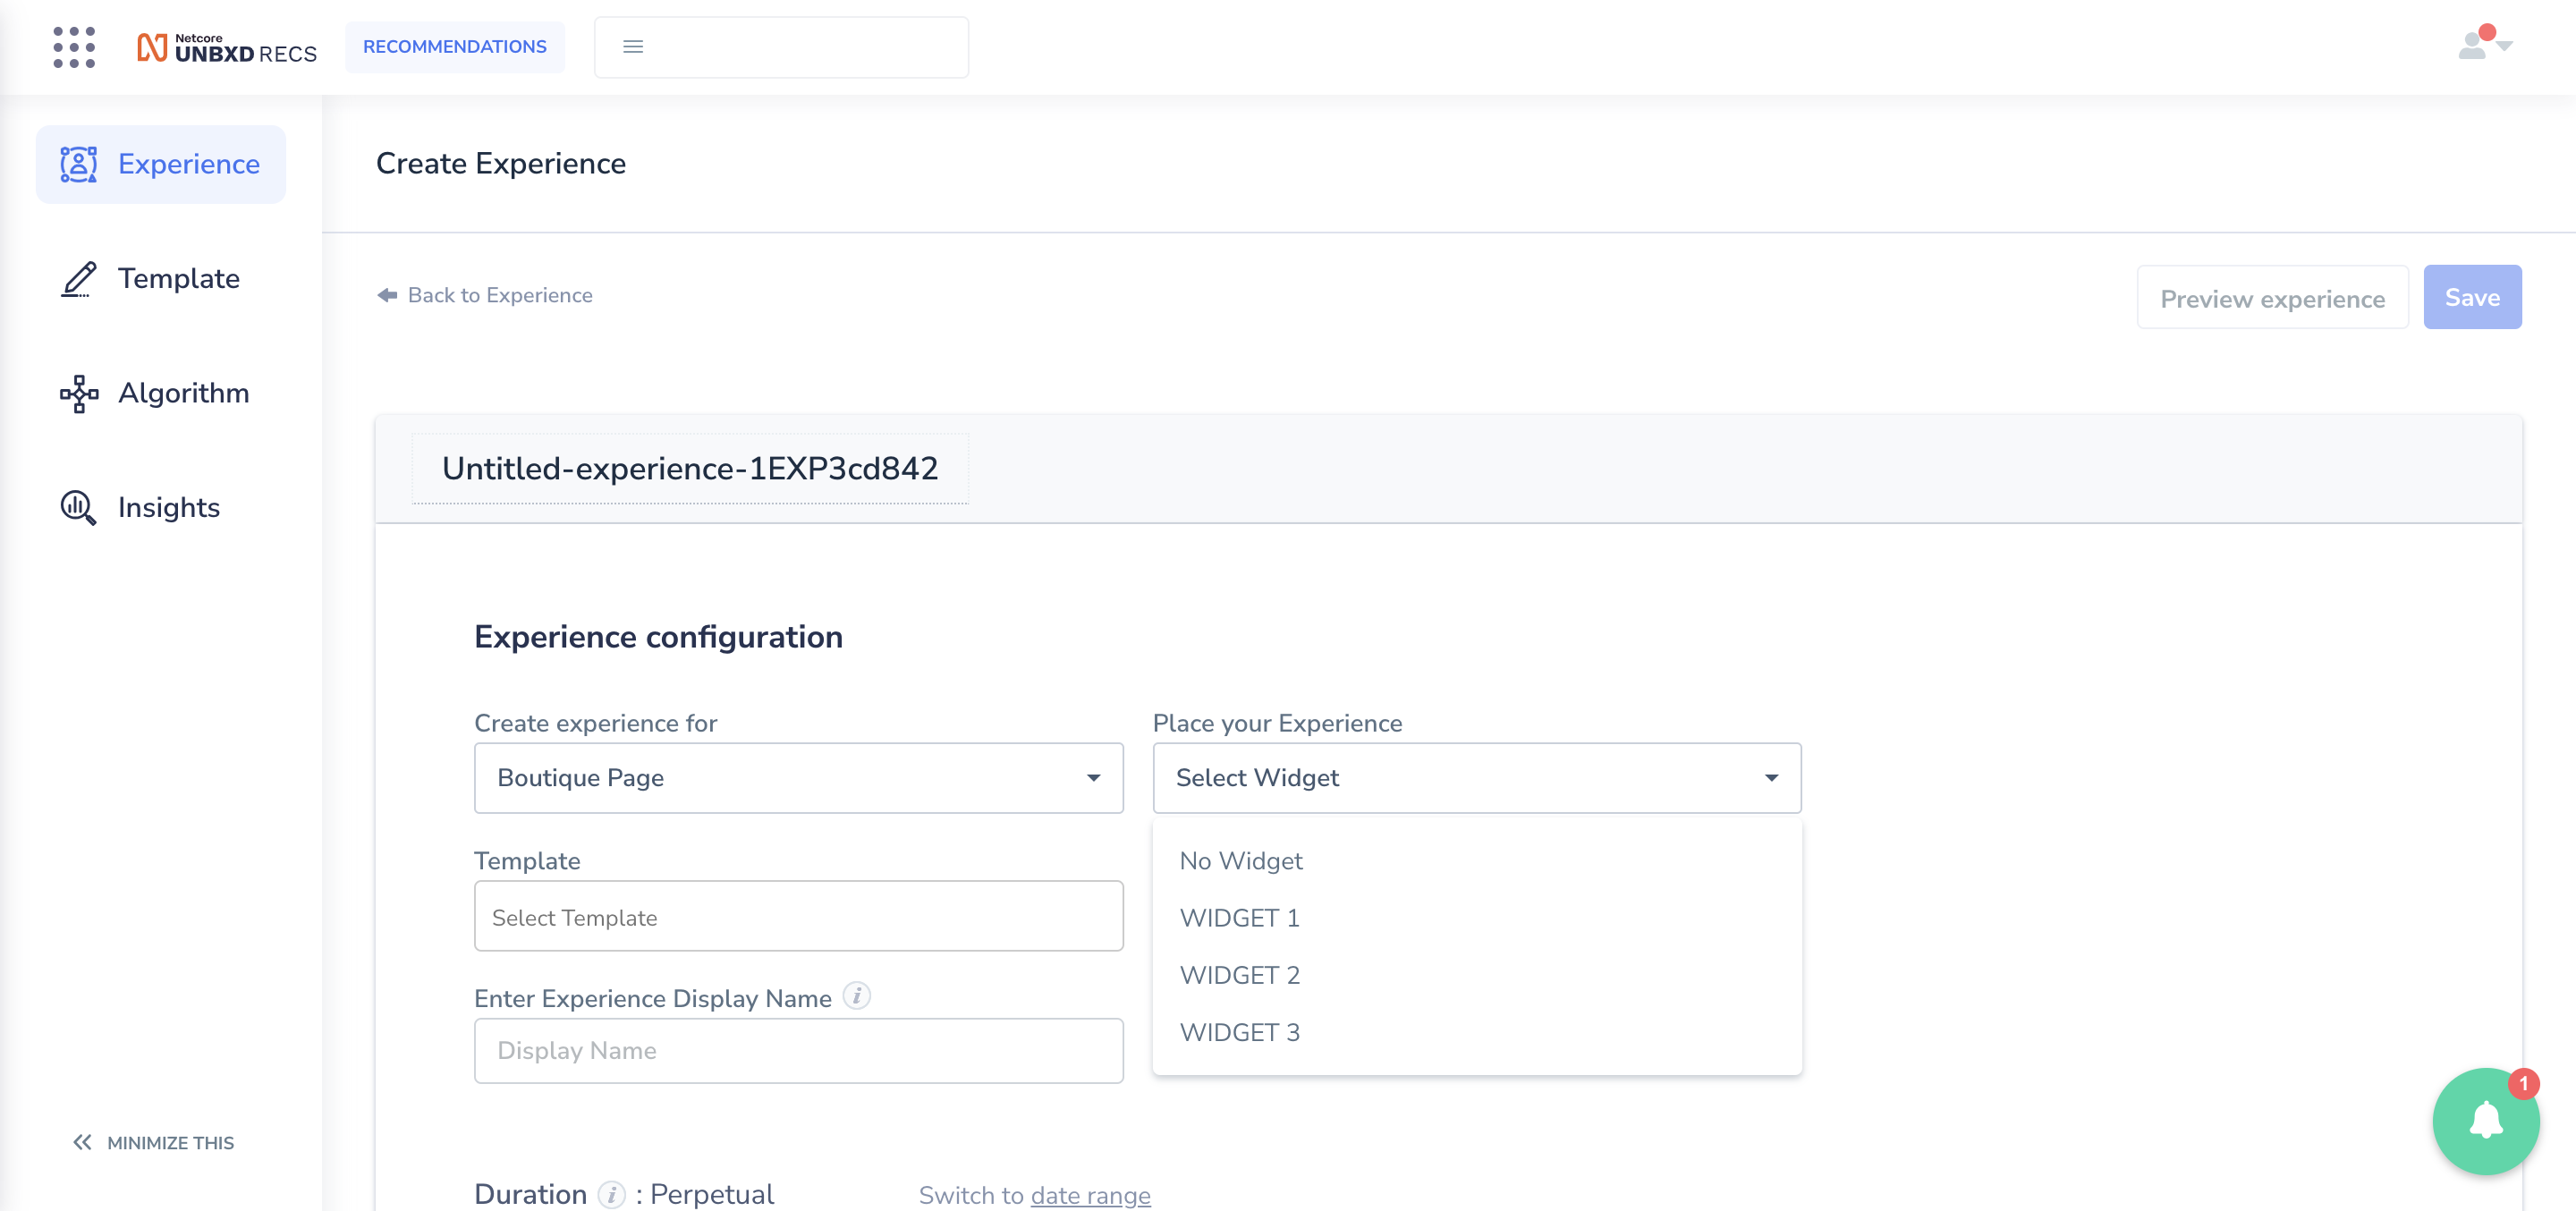 Netcore
UNBXD RECS
RECOMMENDATIONS
Experience
Template
Algorithm
Insights
MINIMIZE THIS
Create Experience
Back to Experience
Preview experience
Save
Untitled-experience-1EXP3cd842
Experience configuration
Create experience for
Boutique Page
Place your Experience
Select Widget
No Widget
WIDGET 1
WIDGET 2
WIDGET 3
Template
Select Template
Enter Experience Display Name i
Display Name
Duration i : Perpetual
Switch to date range
1